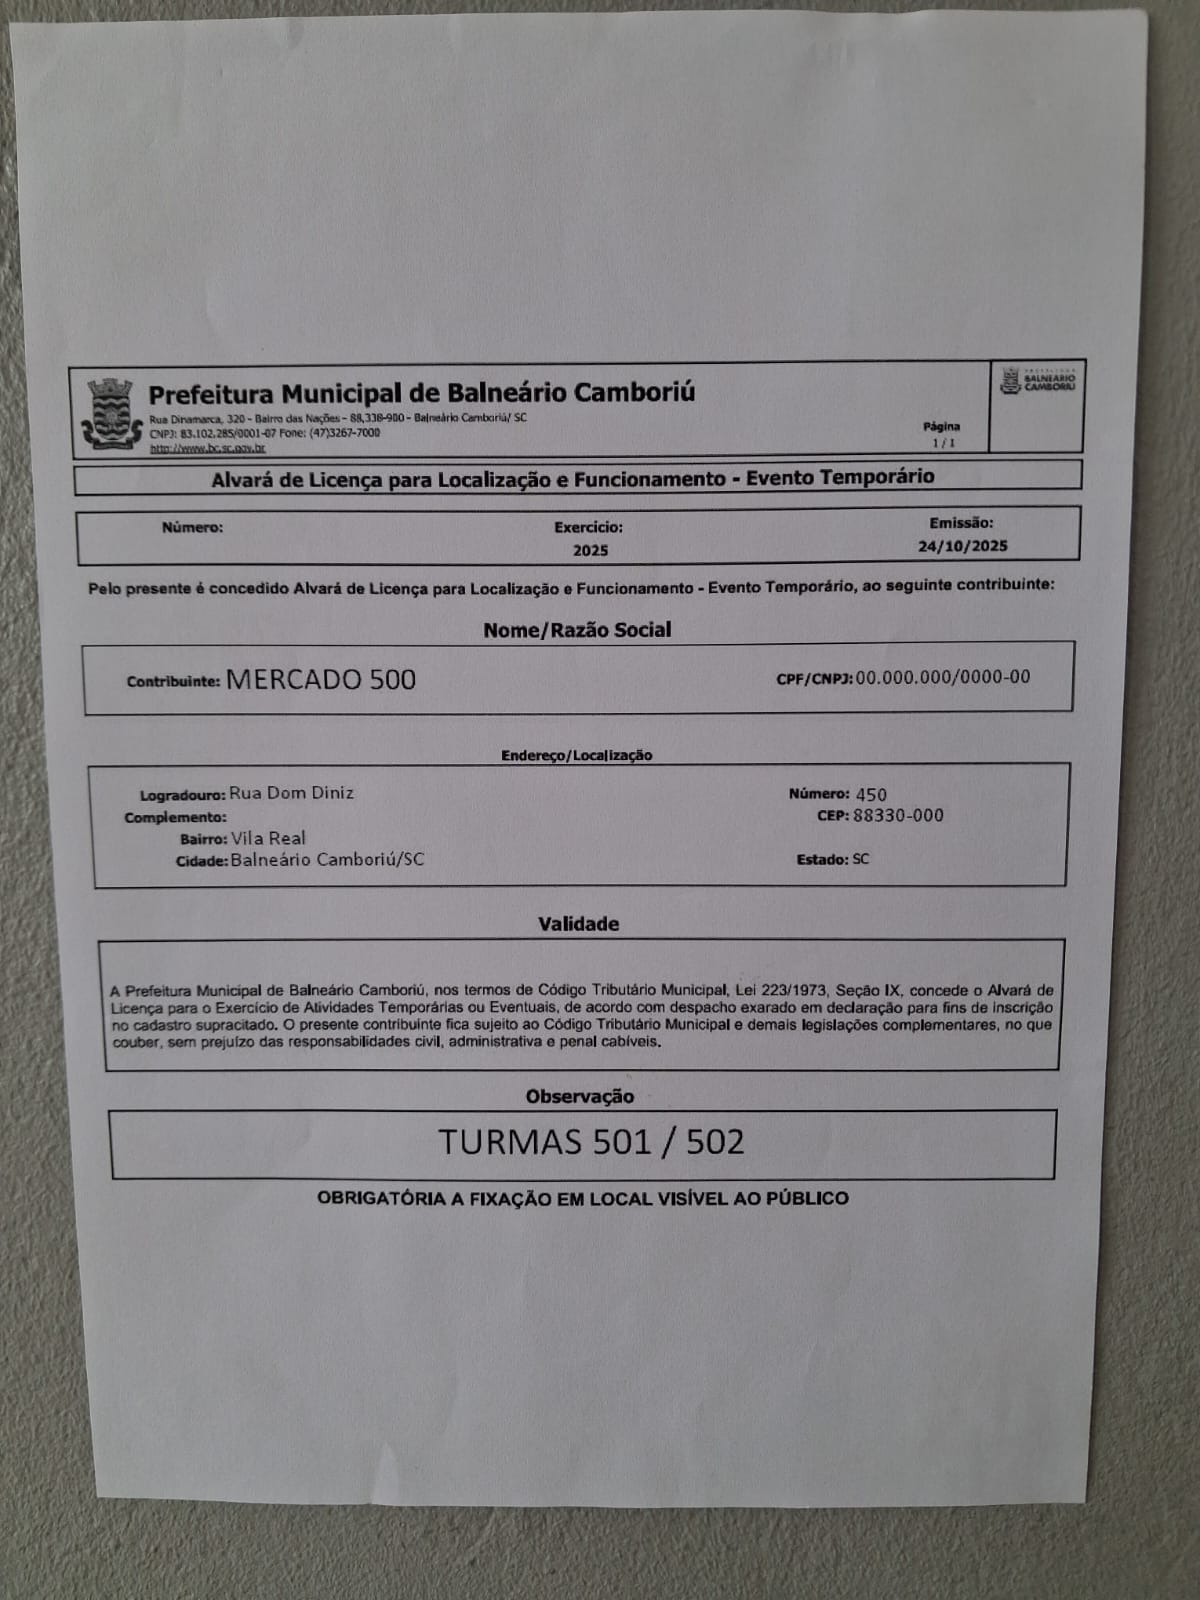 Prefeitura Municipal de Balneário Camboriú
Rua Dinamarca, 320 - Bairro das Nações - 88,338-900 - Balneário Camboriú/ SC
CNPJ: 83.102.285/0001-07 Fone: (47)3267-7000
http://www.bc.sc.gov.br
Página
1 / 1
PREFEITURA
BALNEÁRIO
CAMBORIÚ
Alvará de Licença para Localização e Funcionamento - Evento Temporário
Número: Exercício: Emissão:
2025 24/10/2025
Pelo presente é concedido Alvará de Licença para Localização e Funcionamento - Evento Temporário, ao seguinte contribuinte:
Nome/Razão Social
Contribuinte: MERCADO 500 CPF/CNPJ: 00.000.000/0000-00
Endereço/Localização
Logradouro: Rua Dom Diniz Número: 450
Complemento: CEP: 88330-000
Bairro: Vila Real
Cidade: Balneário Camboriú/SC Estado: SC
Validade
A Prefeitura Municipal de Balneário Camboriú, nos termos de Código Tributário Municipal, Lei 223/1973, Seção IX, concede o Alvará de
Licença para o Exercício de Atividades Temporárias ou Eventuais, de acordo com despacho exarado em declaração para fins de inscrição
no cadastro supracitado. O presente contribuinte fica sujeito ao Código Tributário Municipal e demais legislações complementares, no que
couber, sem prejuízo das responsabilidades civil, administrativa e penal cabíveis.
Observação
TURMAS 501 / 502
OBRIGATÓRIA A FIXAÇÃO EM LOCAL VISÍVEL AO PÚBLICO